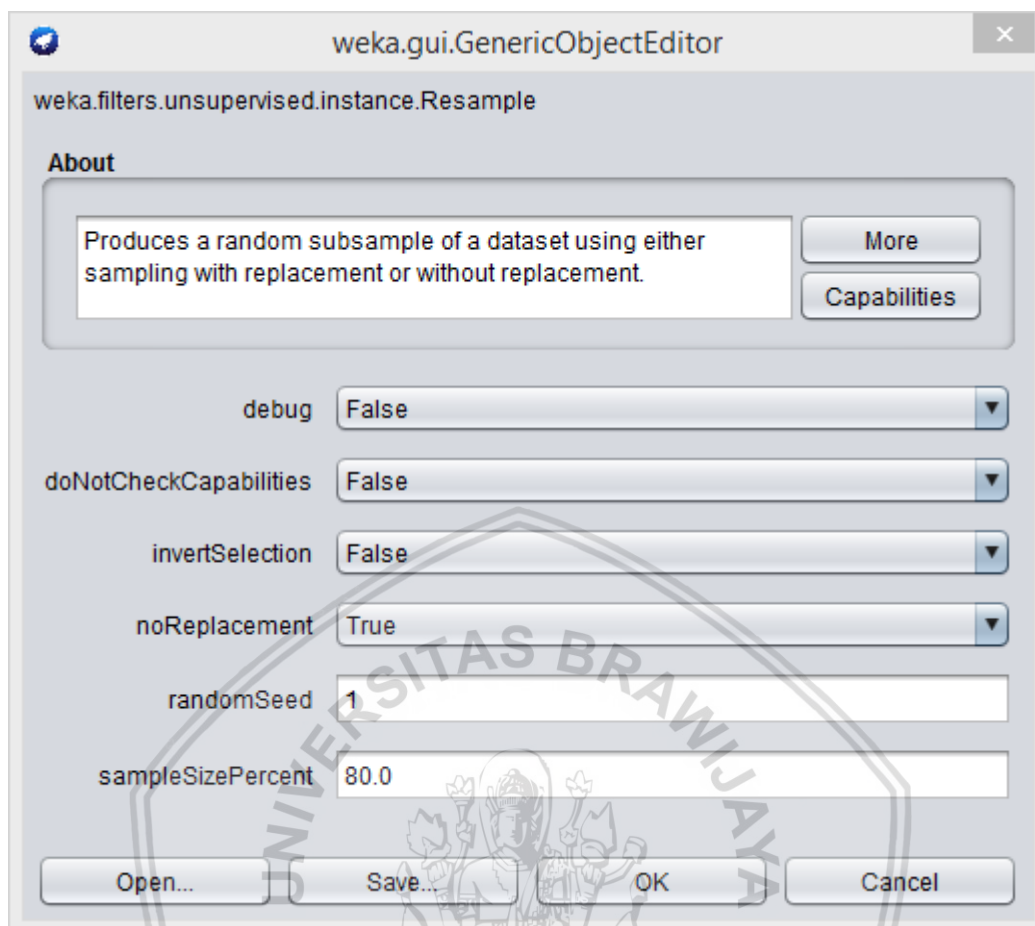 weka.gui.GenericObjectEditor
weka.filters.unsupervised.instance.Resample
About
Produces a random subsample of a dataset using either
sampling with replacement or without replacement.
More
Capabilities
debug False
doNotCheckCapabilities False
invertSelection False
noReplacement True
randomSeed 1
sampleSizePercent 80.0
Open... Save... OK Cancel
UNIVERSITAS BRAWIJAYA